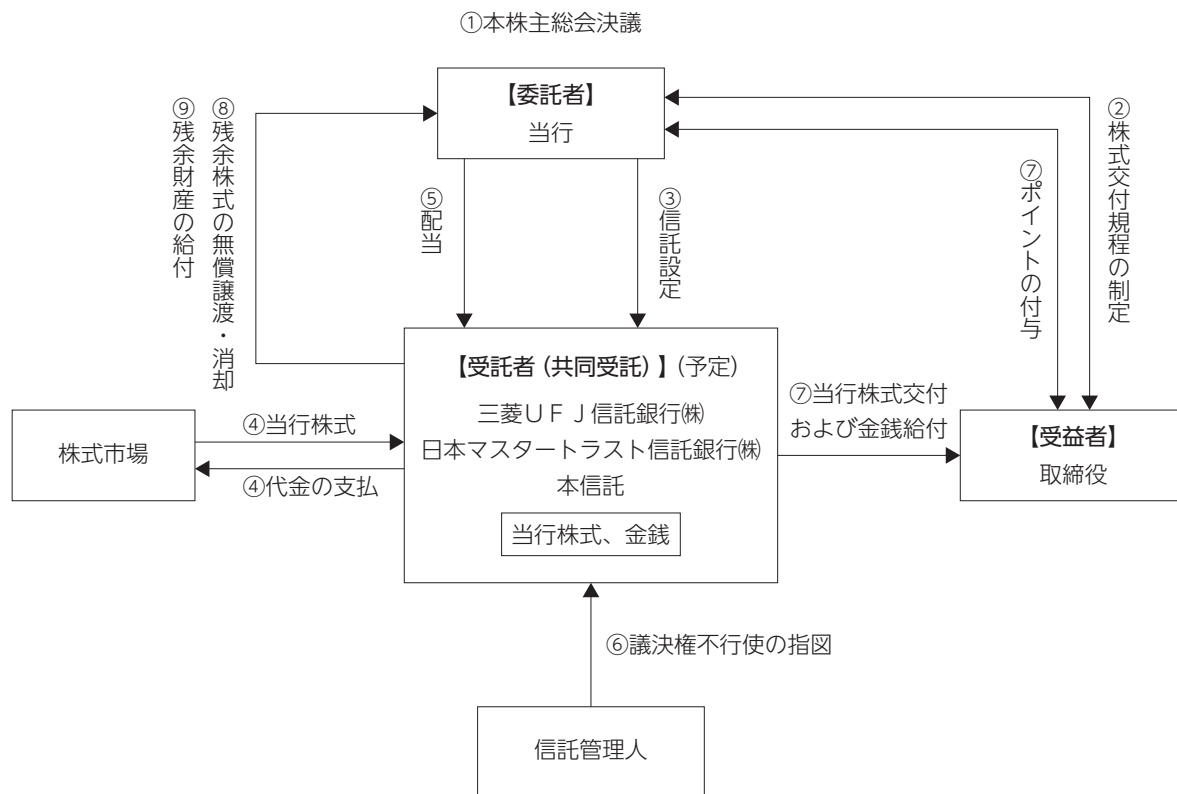 ①本株主総会決議
【委託者】
当行
⑨残余財産の給付
⑧残余株式の無償譲渡・消却
⑤配当
③信託設定
⑦ポイントの付与
②株式交付規程の制定
【受託者（共同受託）】（予定）
三菱ＵＦＪ信託銀行㈱
日本マスタートラスト信託銀行㈱
本信託
当行株式、金銭
株式市場
④当行株式
④代金の支払
⑦当行株式交付
および金銭給付
【受益者】
取締役
⑥議決権不行使の指図
信託管理人